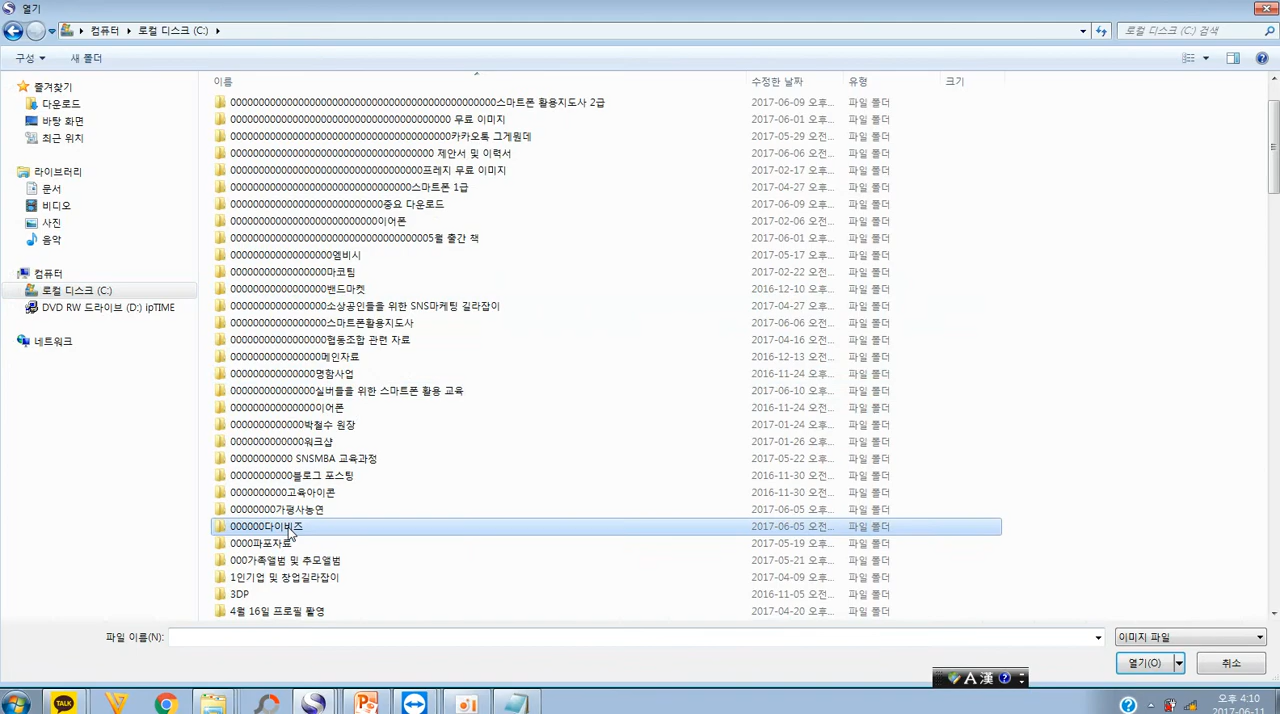 열기
컴퓨터 ▸ 로컬 디스크 (C:) ▸
로컬 디스크 (C:) 검색
구성 새 폴더
이름 수정한 날짜 유형 크기
즐겨찾기
다운로드
바탕 화면
최근 위치
라이브러리
문서
비디오
사진
음악
컴퓨터
로컬 디스크 (C:)
DVD RW 드라이브 (D:) ipTIME
네트워크
00000000000000000000000000000000000000000000000스마트폰 활용지도사 2급 2017-06-09 오후... 파일 폴더
000000000000000000000000000000000000000 무료 이미지 2017-06-01 오후... 파일 폴더
000000000000000000000000000000000000000카카오톡 그게뭔데 2017-05-29 오전... 파일 폴더
000000000000000000000000000000000000 제안서 및 이력서 2017-06-06 오전... 파일 폴더
0000000000000000000000000000000000프레지 무료 이미지 2017-02-17 오후... 파일 폴더
00000000000000000000000000000000스마트폰 1급 2017-04-27 오후... 파일 폴더
000000000000000000000000000중요 다운로드 2017-06-09 오후... 파일 폴더
00000000000000000000000000이어폰 2017-02-06 오후... 파일 폴더
000000000000000000000000000000000005월 출간 책 2017-06-01 오후... 파일 폴더
000000000000000000엠비시 2017-05-17 오후... 파일 폴더
00000000000000000마코팀 2017-02-22 오후... 파일 폴더
00000000000000000밴드마켓 2016-12-10 오후... 파일 폴더
00000000000000000소상공인들을 위한 SNS마케팅 길라잡이 2017-04-27 오후... 파일 폴더
00000000000000000스마트폰활용지도사 2017-06-06 오후... 파일 폴더
00000000000000000협동조합 관련 자료 2017-04-16 오후... 파일 폴더
0000000000000000메인자료 2016-12-13 오후... 파일 폴더
000000000000000명함사업 2016-11-24 오후... 파일 폴더
000000000000000실버들을 위한 스마트폰 활용 교육 2017-06-10 오후... 파일 폴더
00000000000000이어폰 2016-11-24 오전... 파일 폴더
0000000000000박철수 원장 2017-01-24 오후... 파일 폴더
0000000000000워크샵 2017-01-26 오후... 파일 폴더
00000000000 SNSMBA 교육과정 2017-05-22 오후... 파일 폴더
00000000000블로그 포스팅 2016-11-30 오후... 파일 폴더
0000000000고육아이콘 2016-11-30 오후... 파일 폴더
00000000가평사농연 2017-06-05 오후... 파일 폴더
000000다이비즈 2017-06-05 오전... 파일 폴더
0000파포자료 2017-05-19 오후... 파일 폴더
000가족앨범 및 추모앨범 2017-05-21 오후... 파일 폴더
1인기업 및 창업길라잡이 2017-04-09 오후... 파일 폴더
3DP 2016-11-05 오전... 파일 폴더
4월 16일 프로필 촬영 2017-04-20 오후... 파일 폴더
파일 이름(N): 이미지 파일
열기(O) 취소
A 漢
TALK
오후 4:10
2017-06-11